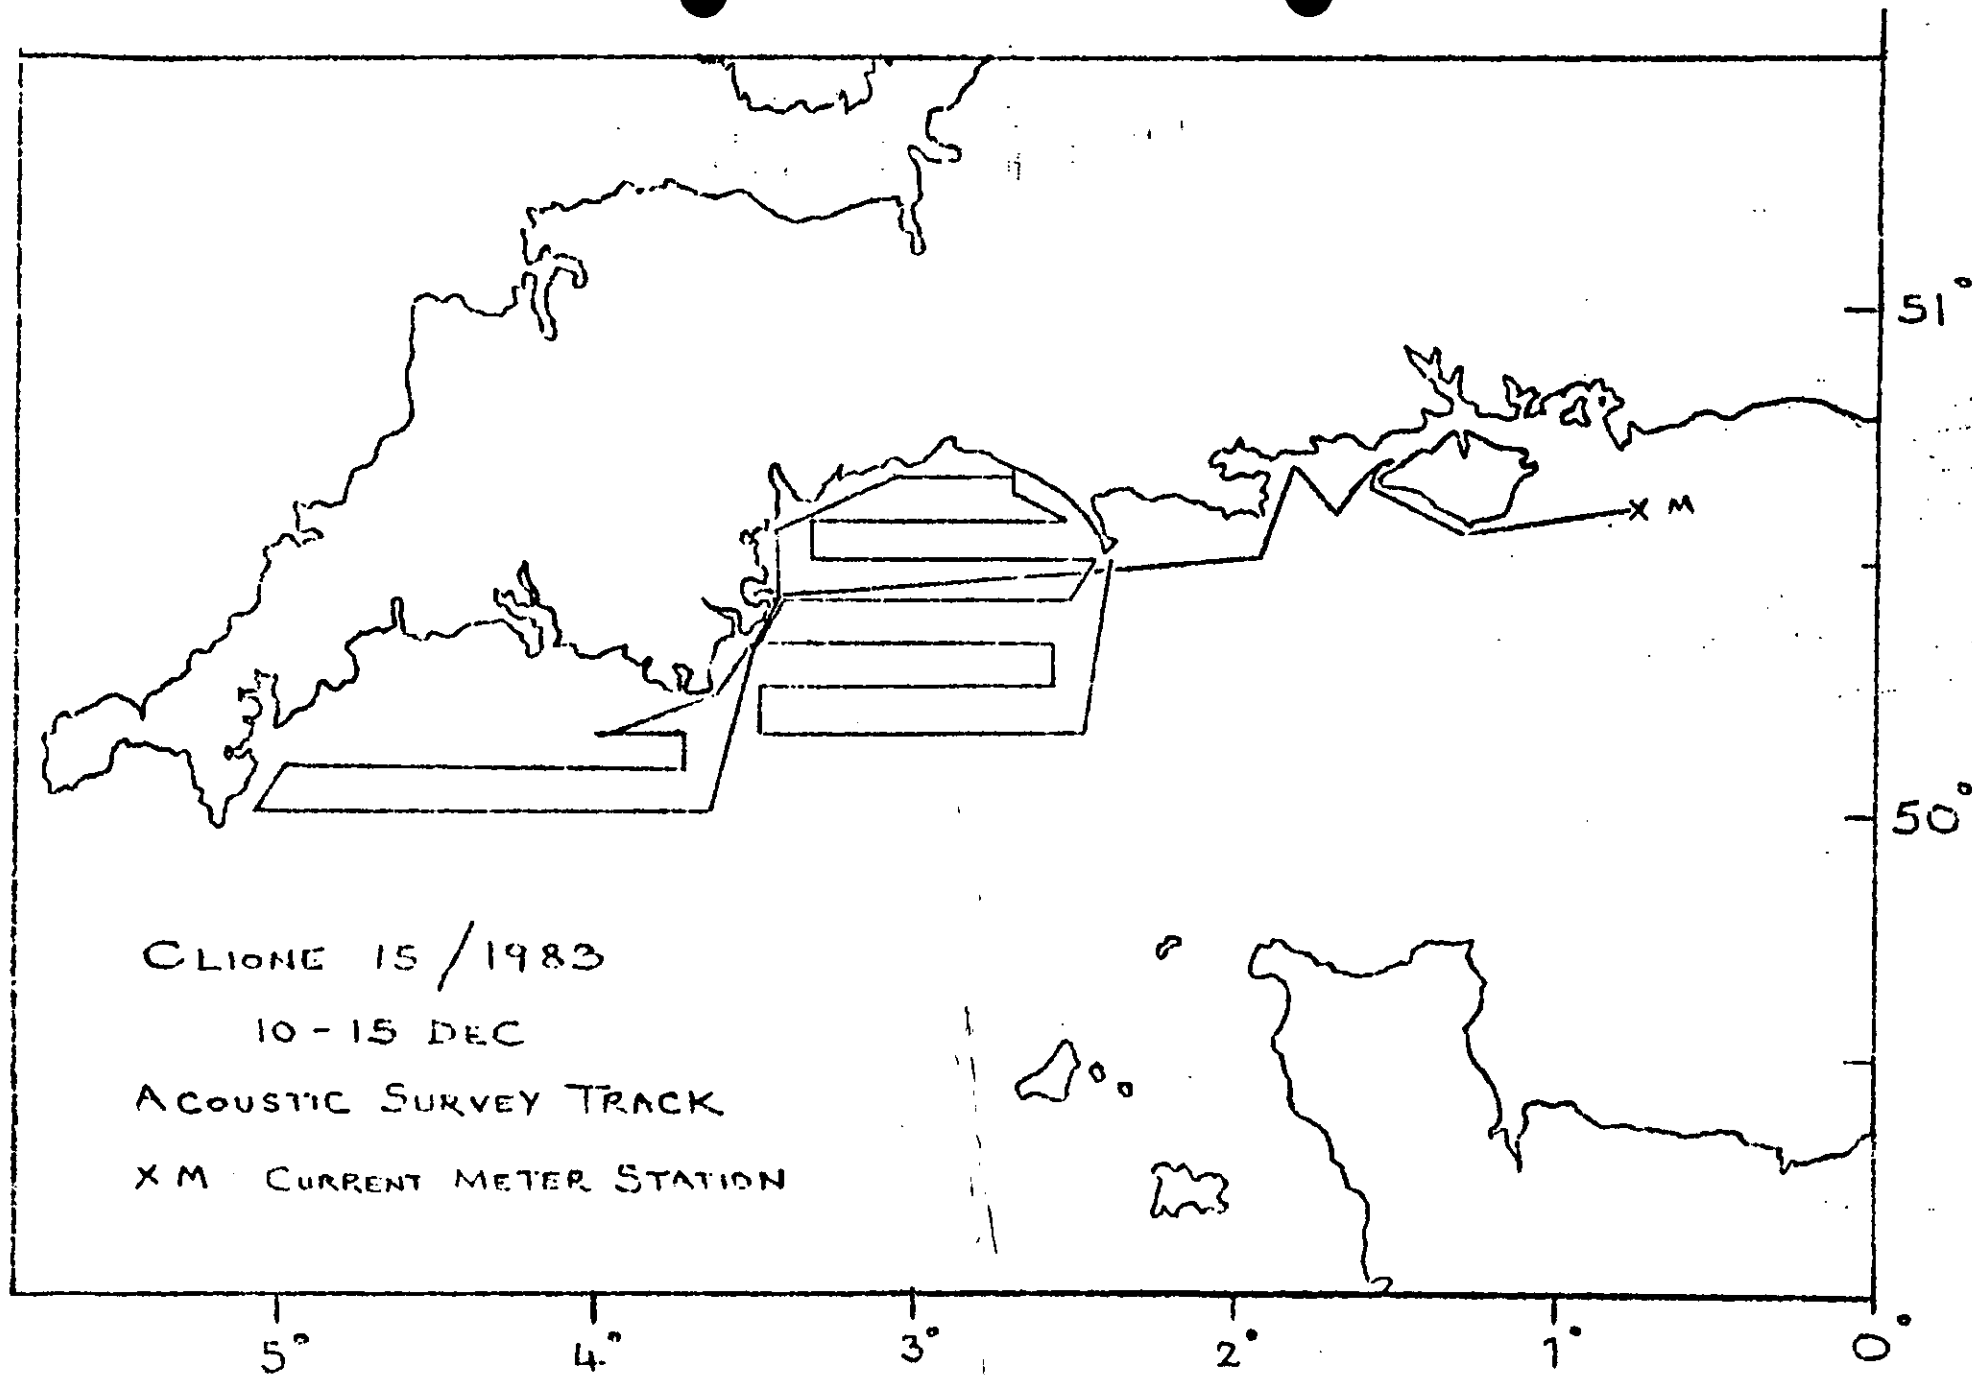 51°
X M
50°
CLIONE 15/1983
10-15 DEC
ACOUSTIC SURVEY TRACK
X M CURRENT METER STATION
5° 4° 3° 2° 1° 0°